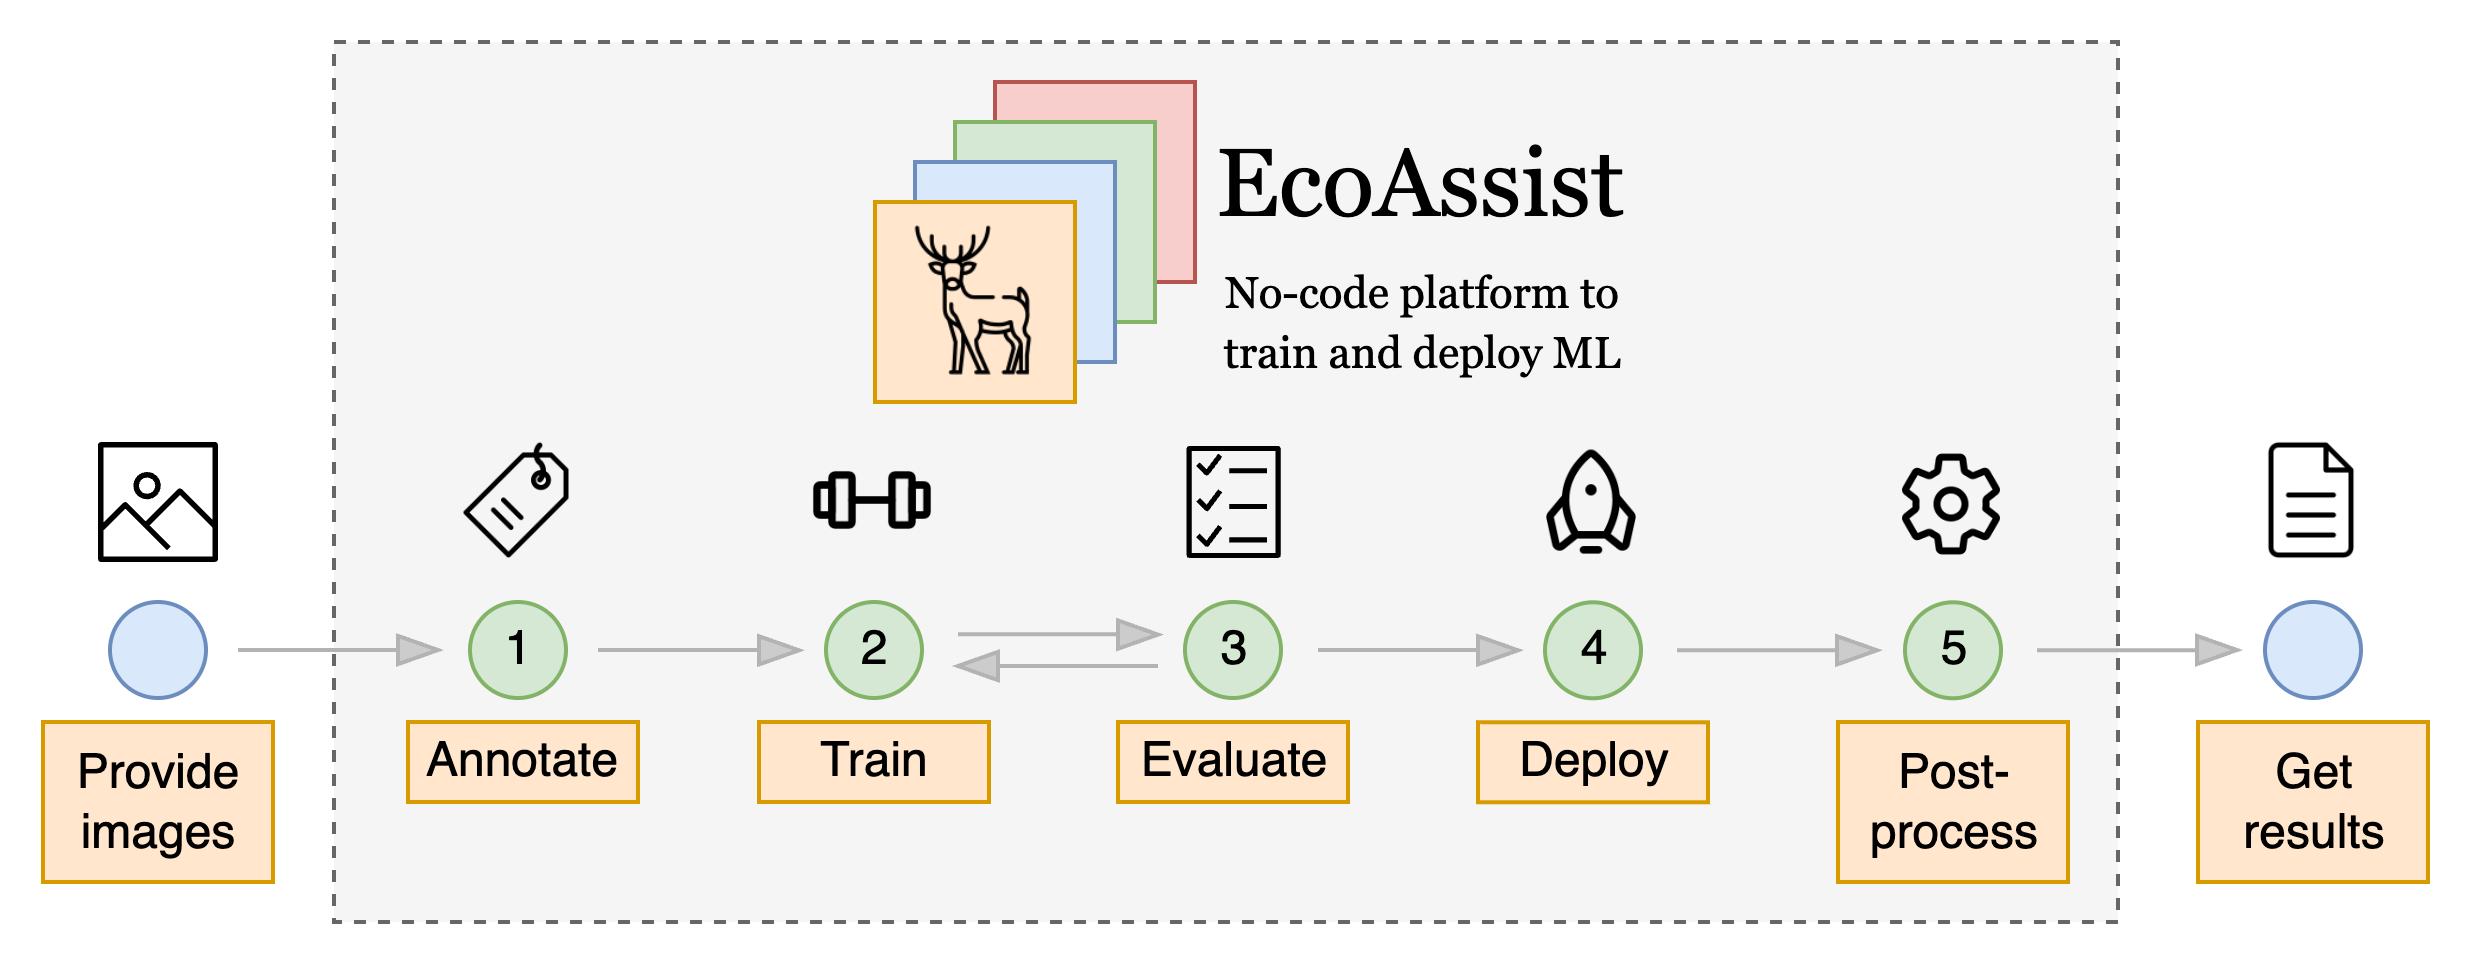 EcoAssist
No-code platform to
train and deploy ML
1
2
3
4
5
Provide
images
Annotate
Train
Evaluate
Deploy
Post-
process
Get
results